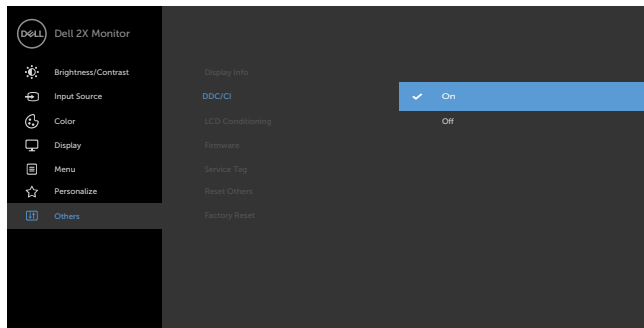 DELL Dell 2X Monitor
Brightness/Contrast
Input Source
Color
Display
Menu
Personalize
Others
Display Info
DDC/CI
LCD Conditioning
Firmware
Service Tag
Reset Others
Factory Reset
On
Off